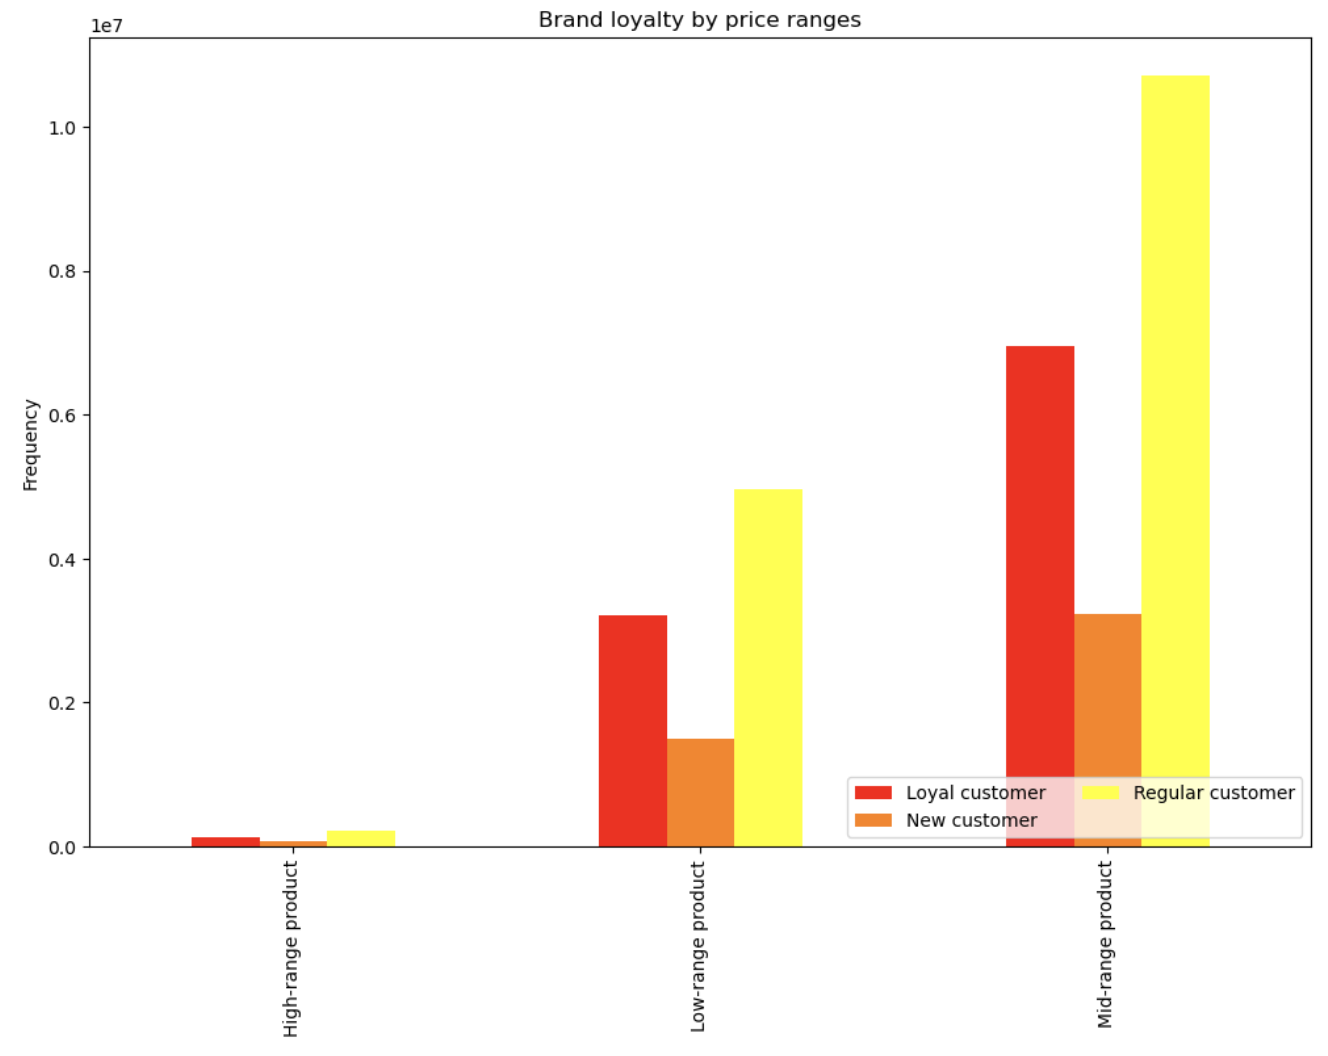 Brand loyalty by price ranges
1e7
1.0
0.8
0.6
0.4
0.2
0.0
Frequency
Loyal customer
New customer
Regular customer
High-range product
Low-range product
Mid-range product